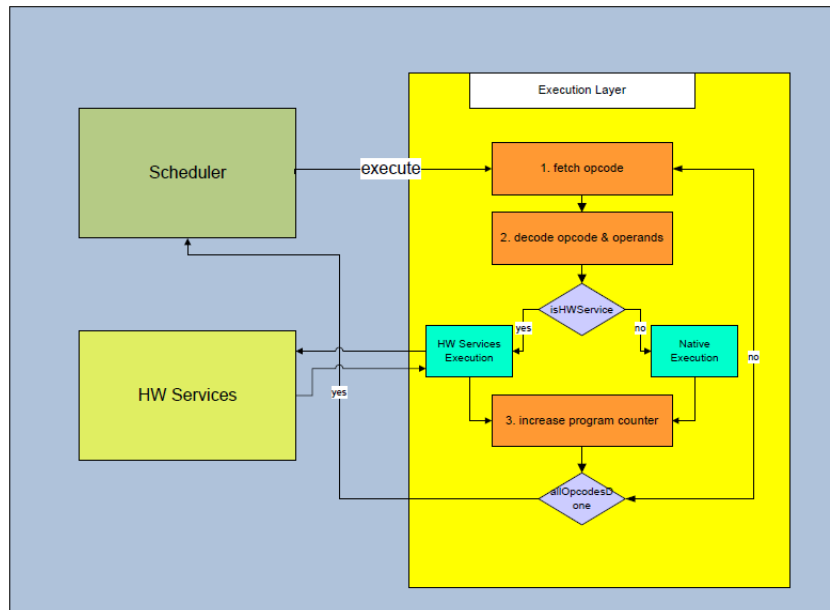 Execution Layer
Scheduler
execute
1. fetch opcode
2. decode opcode & operands
isHWService
yes
no
HW Services
Execution
Native
Execution
no
HW Services
yes
3. increase program counter
allOpcodesD
one